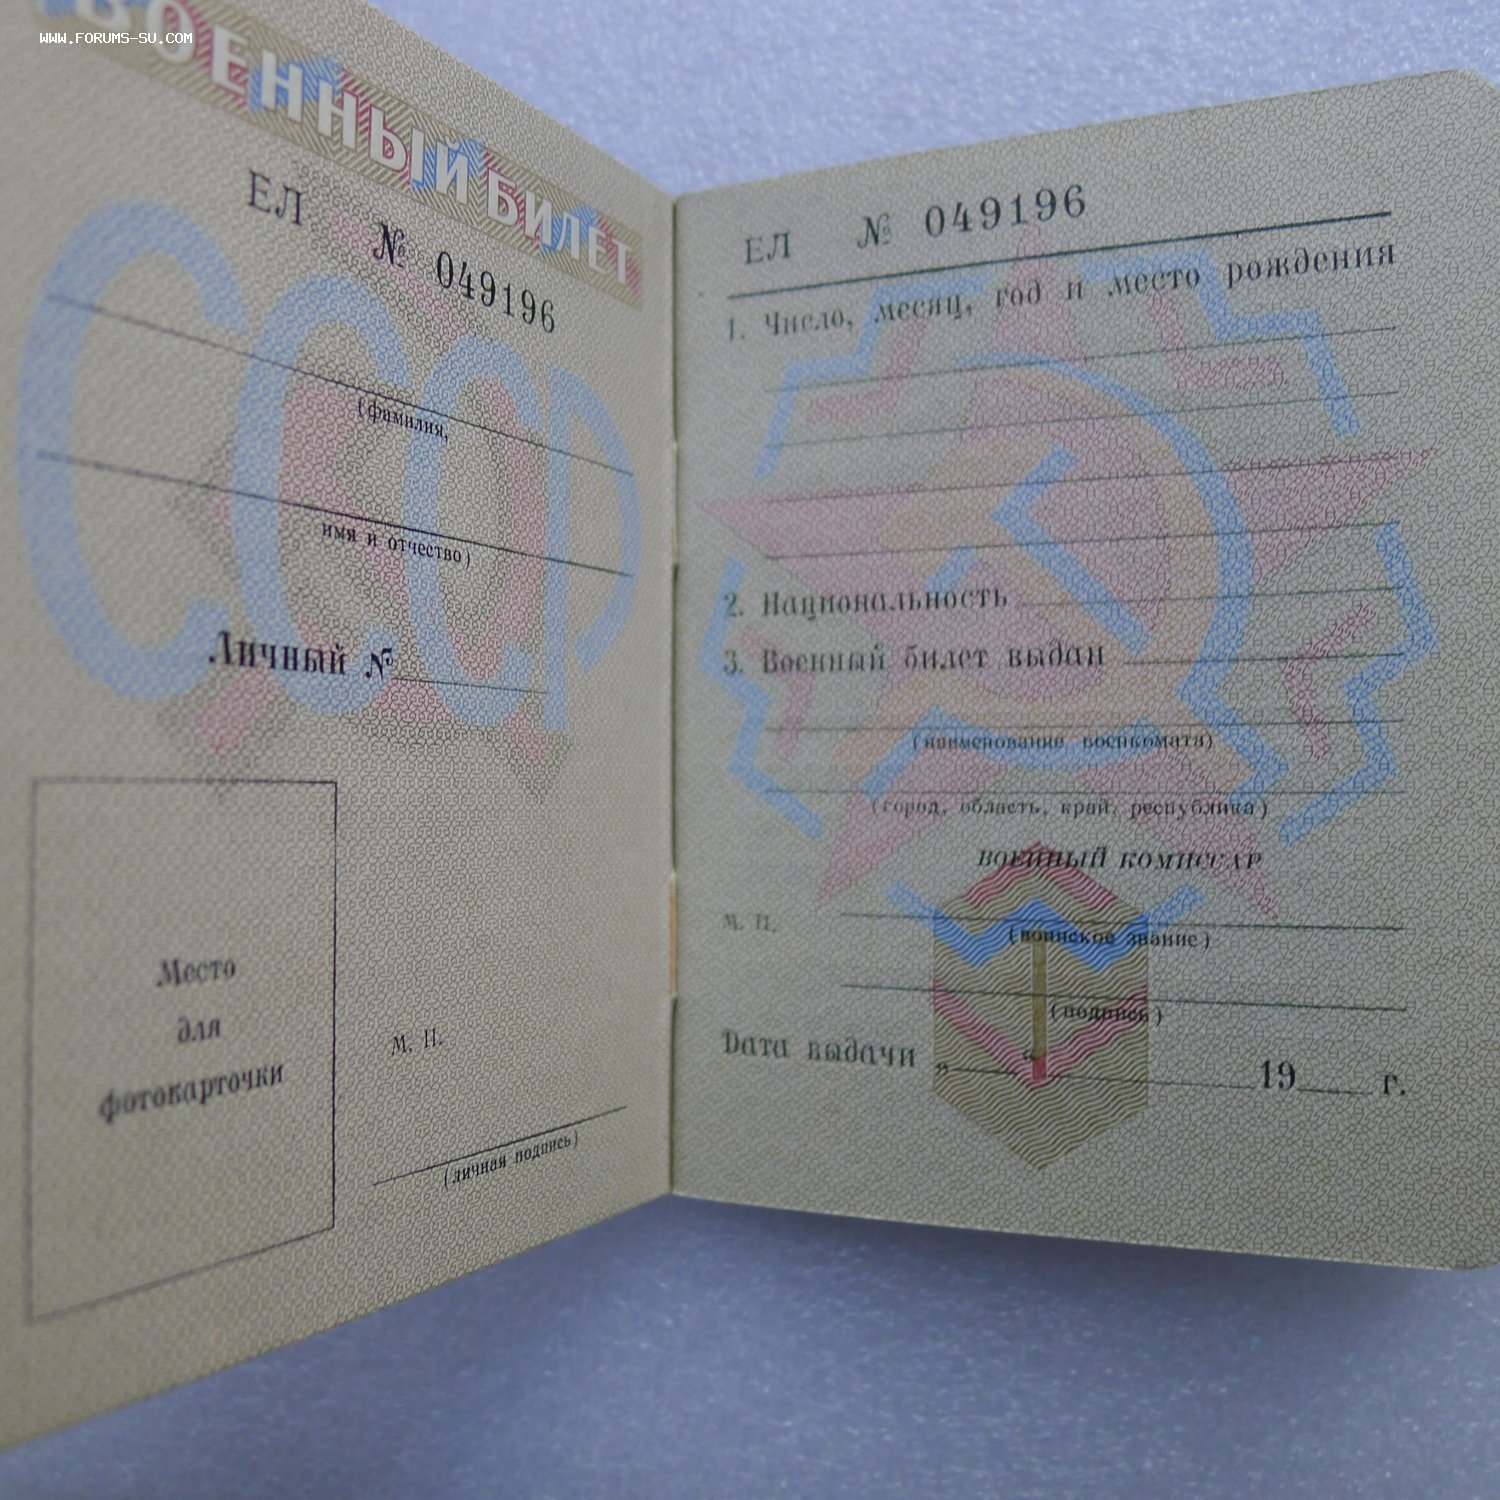 www.forums-su.com
ВОЕННЫЙ БИЛЕТ
СССР
ЕЛ № 049196
(фамилия,
имя и отчество)
Личный №
Место
для
фотокарточки
М. П.
(личная подпись)
ЕЛ № 049196
1. Число, месяц, год и место рождения
2. Национальность
3. Военный билет выдан
(наименование военкомата)
(город, область, край, республика)
ВОЕННЫЙ КОМИССАР
М. П.
(воинское звание)
(подпись)
Дата выдачи „ “ 19 г.